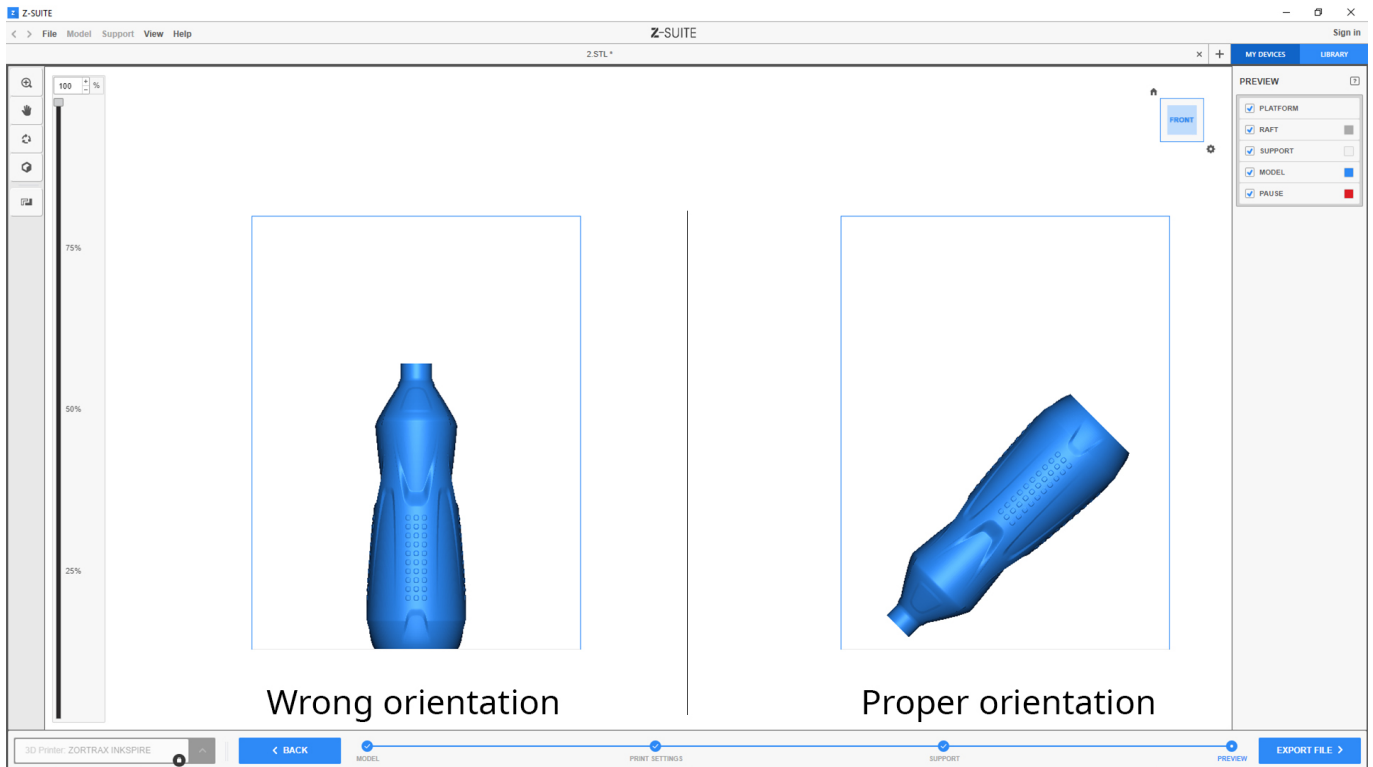 Z Z-SUITE
File Model Support View Help
Z-SUITE
Sign in
2.STL *
MY DEVICES
LIBRARY
100 %
75%
50%
25%
FRONT
PREVIEW
?
PLATFORM
RAFT
SUPPORT
MODEL
PAUSE
Wrong orientation
Proper orientation
3D Printer: ZORTRAX INKSPIRE
BACK
MODEL
PRINT SETTINGS
SUPPORT
PREVIEW
EXPORT FILE